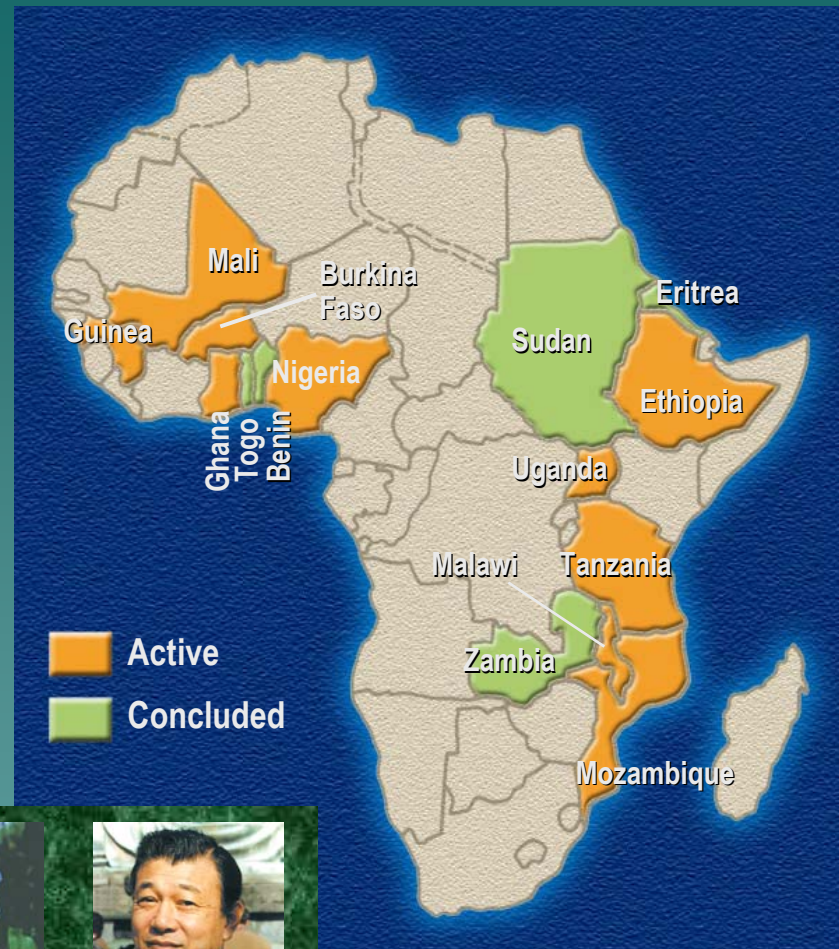 Mali
Burkina
Faso
Eritrea
Guinea
Sudan
Nigeria
Ethiopia
Ghana
Togo
Benin
Uganda
Malawi
Tanzania
Active
Zambia
Concluded
Mozambique